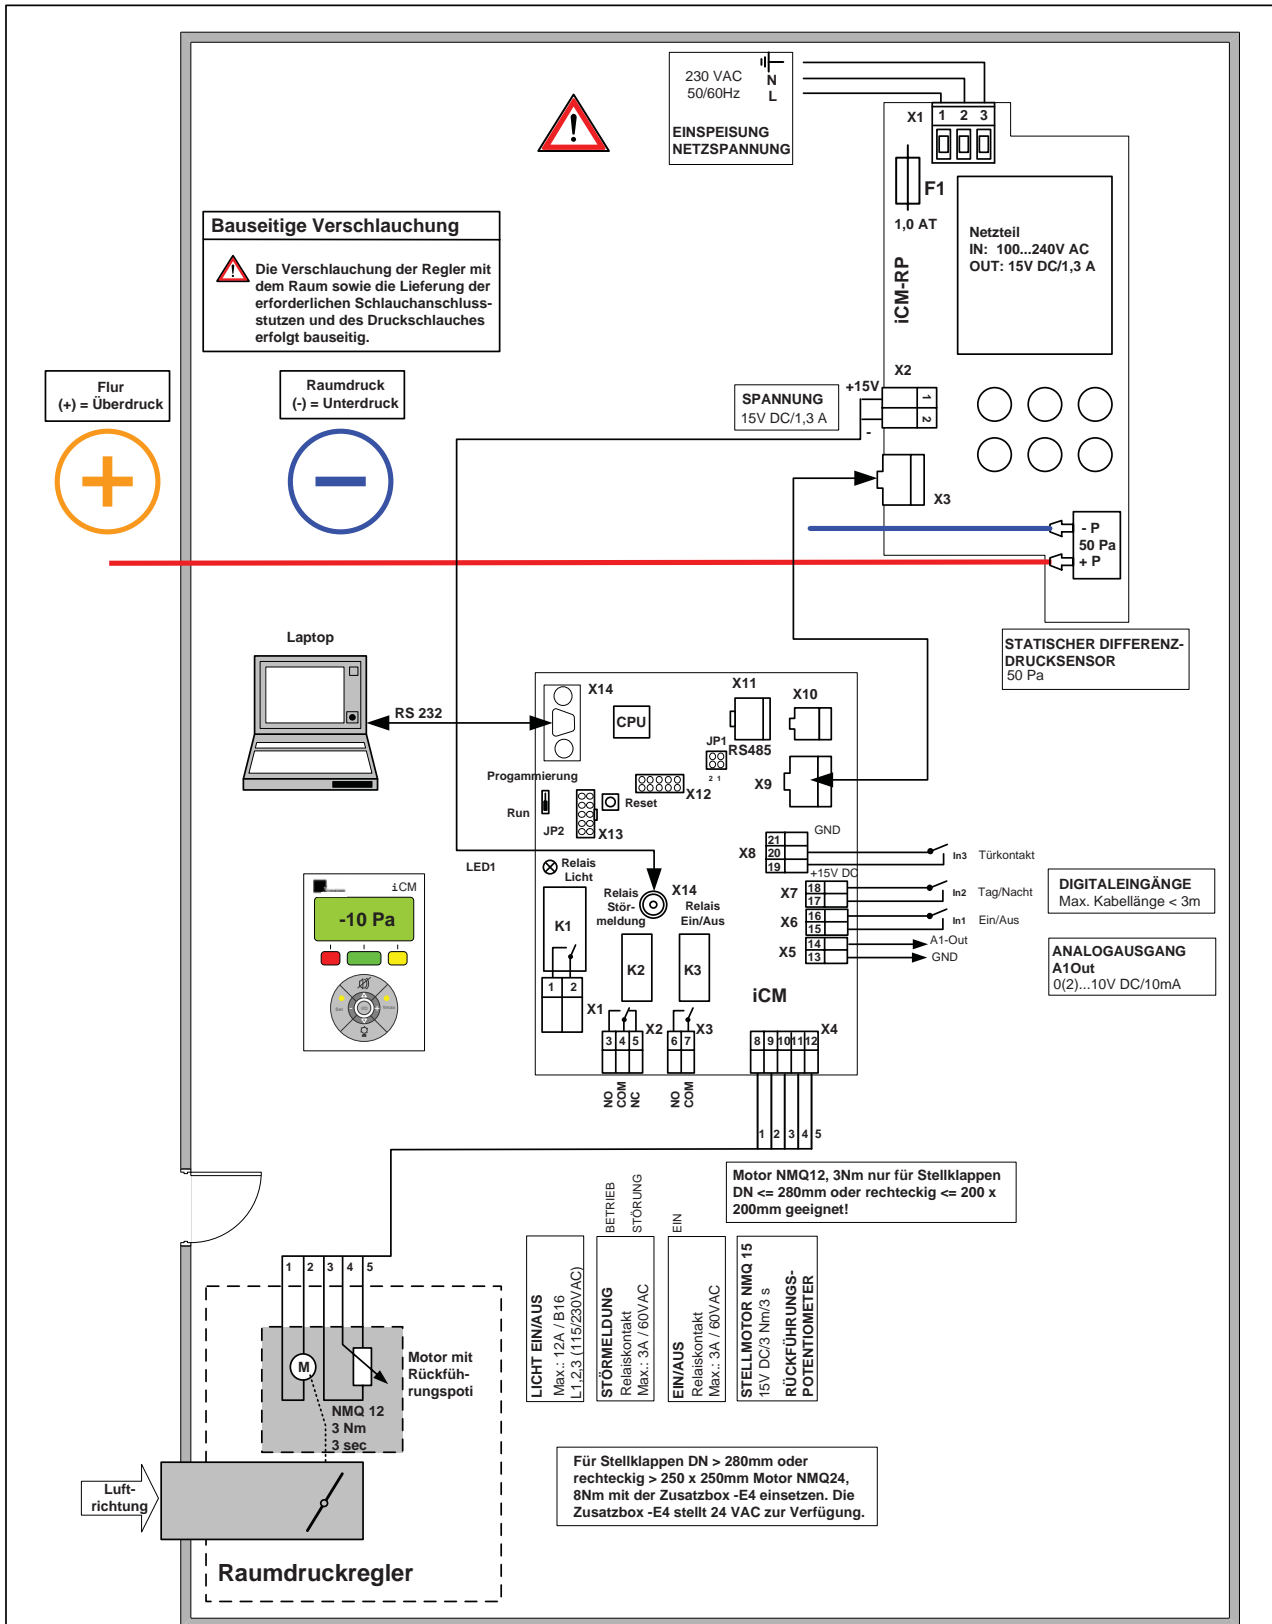 230 VAC
50/60Hz
N
L
EINSPEISUNG
NETZSPANNUNG
X1
1 2 3
F1
1,0 AT
iCM-RP
Netzteil
IN: 100...240V AC
OUT: 15V DC/1,3 A
Bauseitige Verschlauchung
Die Verschlauchung der Regler mit
dem Raum sowie die Lieferung der
erforderlichen Schlauchanschluss-
stutzen und des Druckschlauches
erfolgt bauseitig.
Flur
(+) = Überdruck
Raumdruck
(-) = Unterdruck
SPANNUNG
15V DC/1,3 A
+15V
-
X2
1
2
X3
- P
50 Pa
+ P
STATISCHER DIFFERENZ-
DRUCKSENSOR
50 Pa
Laptop
RS 232
X14
CPU
X11
RS485
X10
JP1
2 1
X9
Progammierung
Run
JP2
X13
Reset
X12
LED1
Relais
Licht
Relais
Stör-
meldung
X14
Relais
Ein/Aus
K1
K2
K3
1 2
X1
3 4 5
X2
6 7
X3
NO
COM
NC
NO
COM
X8
21
20
19
GND
+15V DC
X7
18
17
X6
16
15
X5
14
13
In3 Türkontakt
In2 Tag/Nacht
In1 Ein/Aus
A1-Out
GND
DIGITALEINGÄNGE
Max. Kabellänge < 3m
ANALOGAUSGANG
A1Out
0(2)...10V DC/10mA
iCM
X4
8 9 10 11 12
1 2 3 4 5
iCM
-10 Pa
Motor NMQ12, 3Nm nur für Stellklappen
DN <= 280mm oder rechteckig <= 200 x
200mm geeignet!
BETRIEB
STÖRUNG
EIN
LICHT EIN/AUS
Max.: 12A / B16
L1,2,3 (115/230VAC)
STÖRMELDUNG
Relaiskontakt
Max.: 3A / 60VAC
EIN/AUS
Relaiskontakt
Max.: 3A / 60VAC
STELLMOTOR NMQ 15
15V DC/3 Nm/3 s
RÜCKFÜHRUNGS-
POTENTIOMETER
1 2 3 4 5
M
NMQ 12
3 Nm
3 sec
Motor mit
Rückfüh-
rungspoti
Luft-
richtung
Raumdruckregler
Für Stellklappen DN > 280mm oder
rechteckig > 250 x 250mm Motor NMQ24,
8Nm mit der Zusatzbox -E4 einsetzen. Die
Zusatzbox -E4 stellt 24 VAC zur Verfügung.